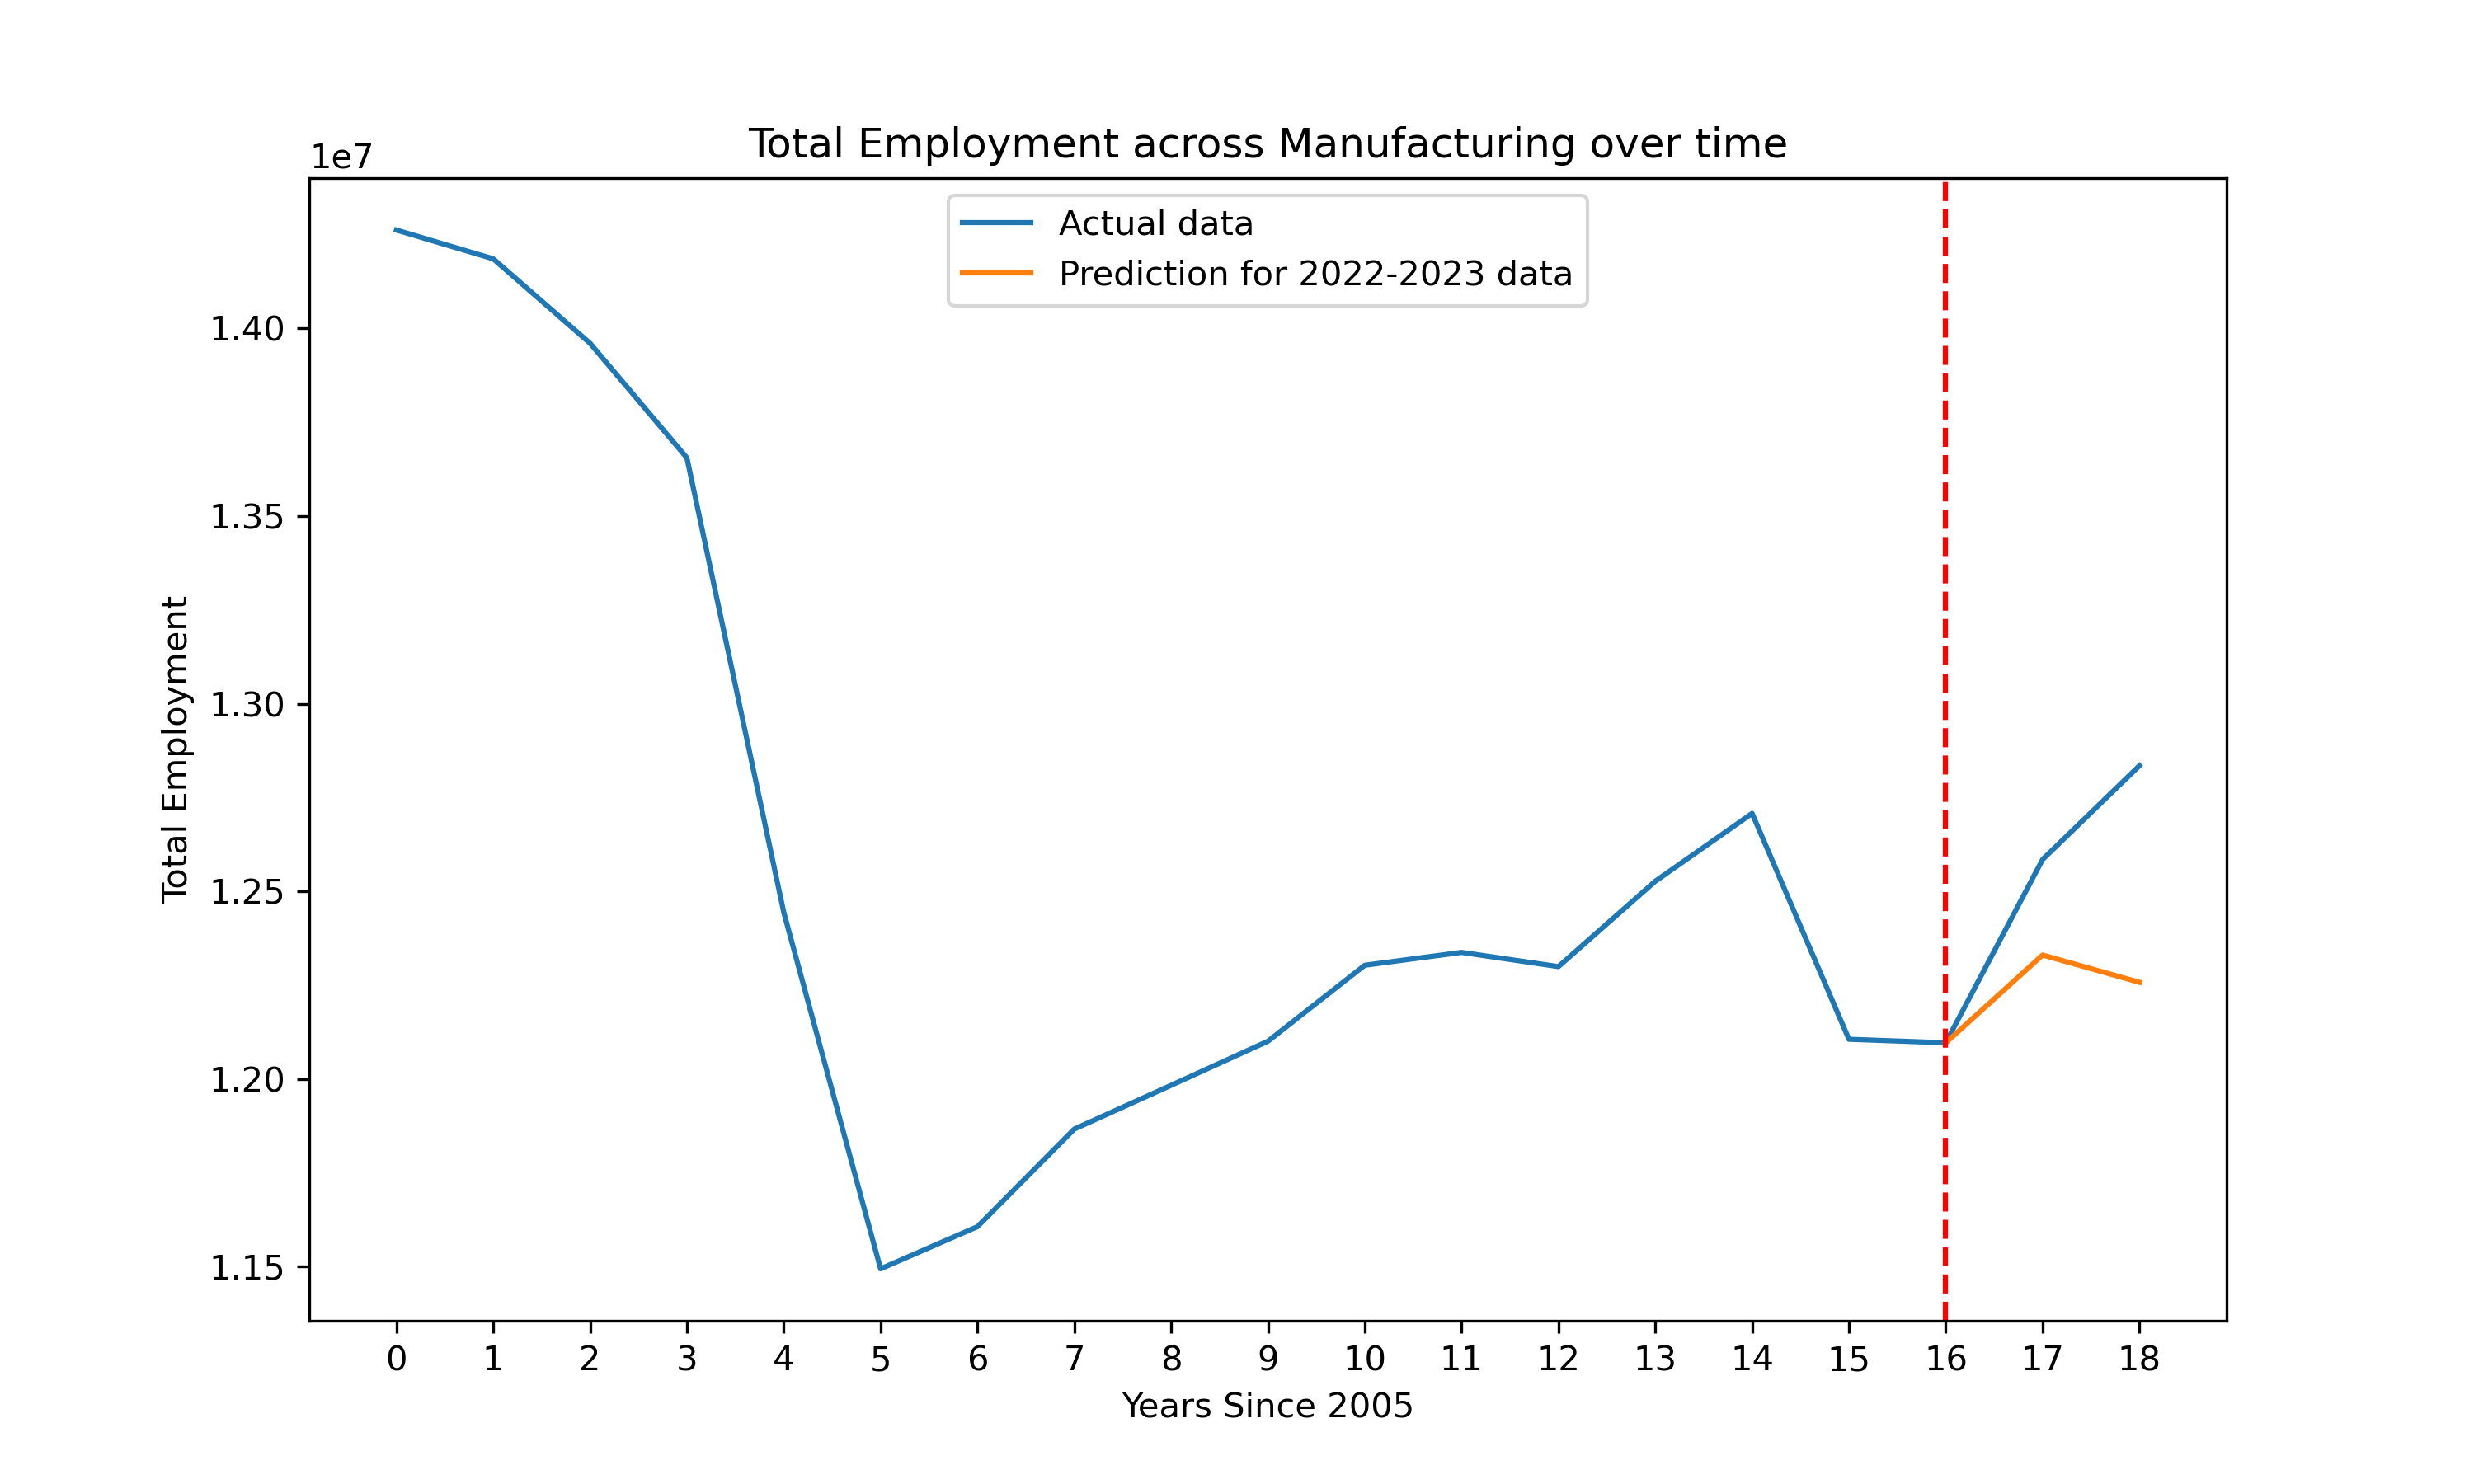 Total Employment across Manufacturing over time
1e7
Actual data
Prediction for 2022-2023 data
1.40
1.35
1.30
1.25
1.20
1.15
Total Employment
0 1 2 3 4 5 6 7 8 9 10 11 12 13 14 15 16 17 18
Years Since 2005